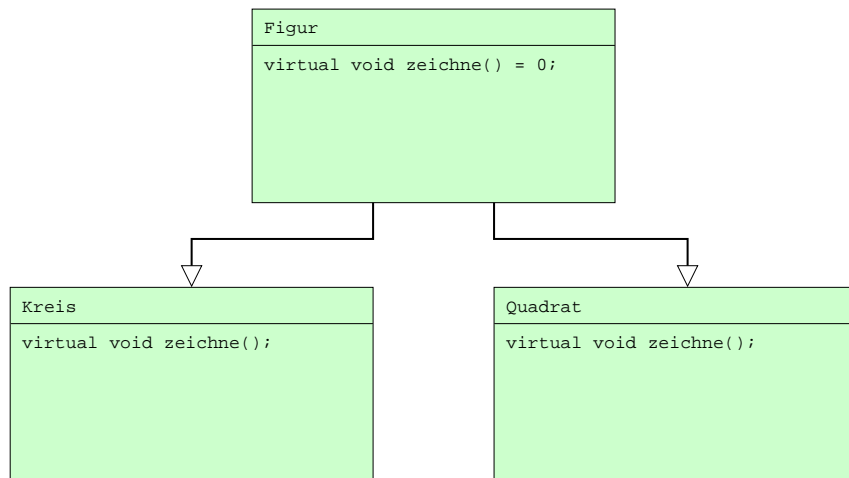 Figur
virtual void zeichne() = 0;
Kreis
virtual void zeichne();
Quadrat
virtual void zeichne();